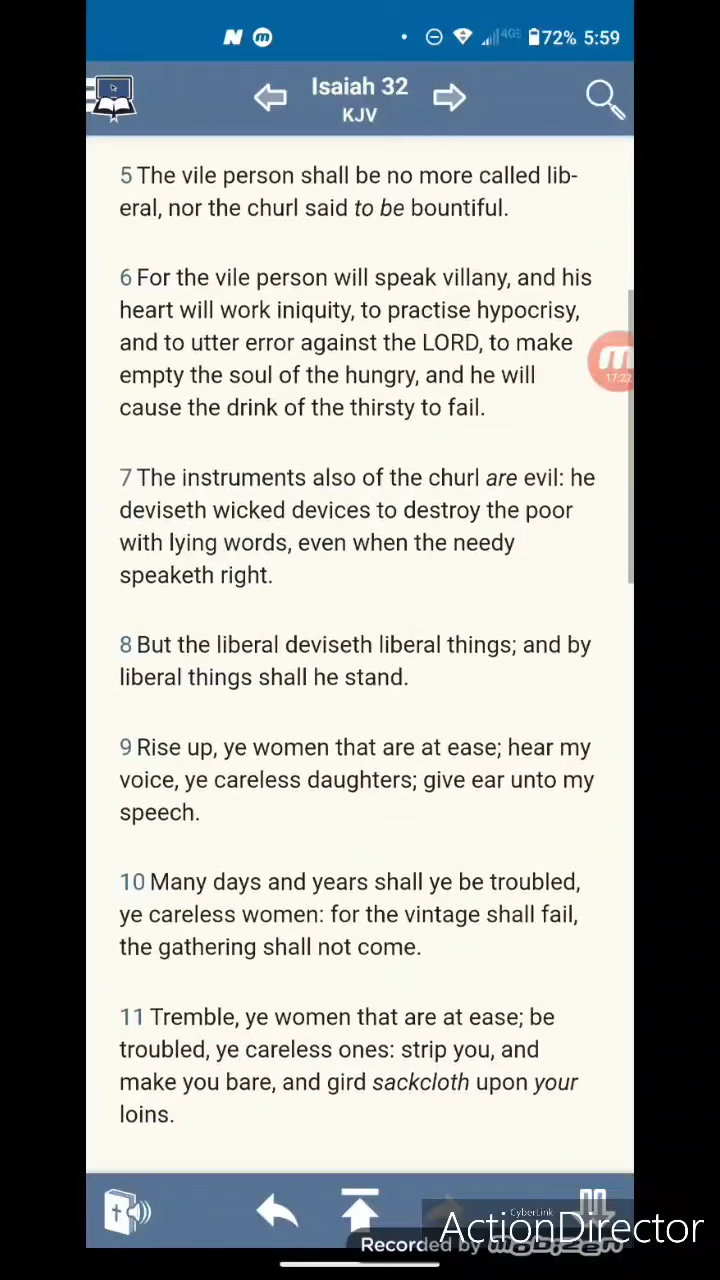 4GE 72% 5:59
Isaiah 32
KJV
5 The vile person shall be no more called lib-
eral, nor the churl said to be bountiful.
6 For the vile person will speak villany, and his
heart will work iniquity, to practise hypocrisy,
and to utter error against the LORD, to make
empty the soul of the hungry, and he will
cause the drink of the thirsty to fail.
17:22
7 The instruments also of the churl are evil: he
deviseth wicked devices to destroy the poor
with lying words, even when the needy
speaketh right.
8 But the liberal deviseth liberal things; and by
liberal things shall he stand.
9 Rise up, ye women that are at ease; hear my
voice, ye careless daughters; give ear unto my
speech.
10 Many days and years shall ye be troubled,
ye careless women: for the vintage shall fail,
the gathering shall not come.
11 Tremble, ye women that are at ease; be
troubled, ye careless ones: strip you, and
make you bare, and gird sackcloth upon your
loins.
CyberLink
ActionDirector
Recorded by mobizen